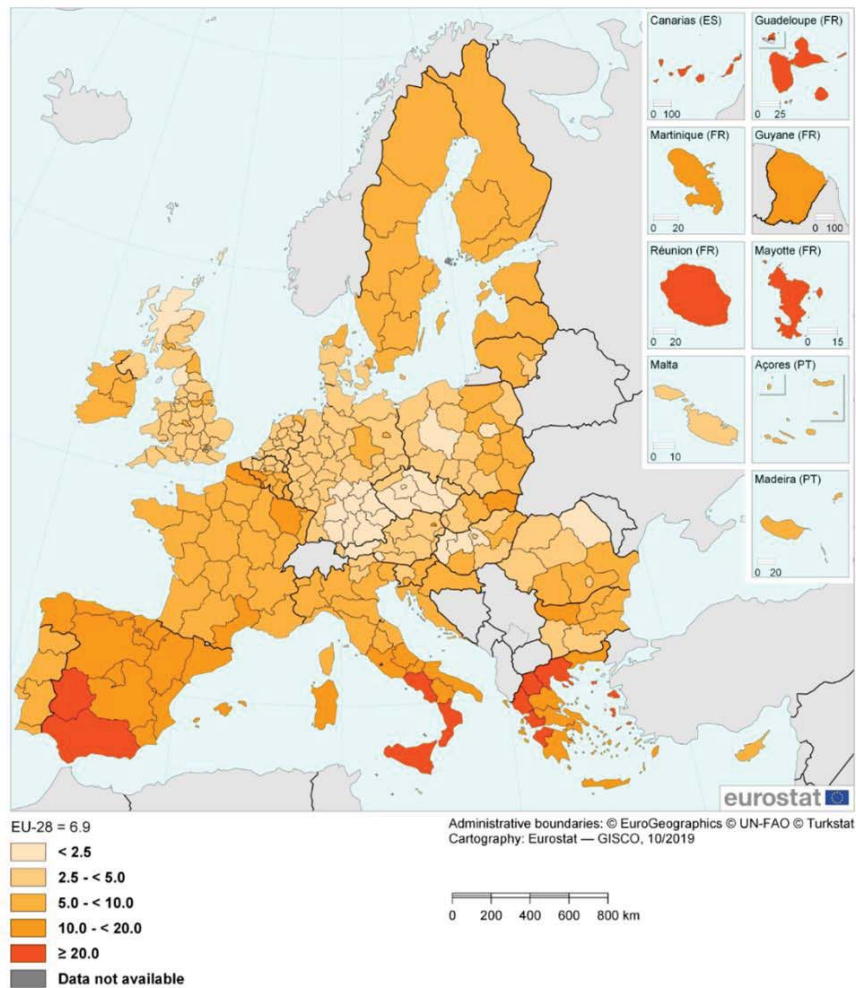 Canarias (ES)
0 100
Guadeloupe (FR)
0 25
Martinique (FR)
0 20
Guyane (FR)
0 100
Réunion (FR)
0 20
Mayotte (FR)
0 15
Malta
0 10
Açores (PT)
0 50
Madeira (PT)
0 20
eurostat
EU-28 = 6.9
Administrative boundaries: © EuroGeographics © UN-FAO © Turkstat
Cartography: Eurostat — GISCO, 10/2019
< 2.5
2.5 - < 5.0
5.0 - < 10.0
10.0 - < 20.0
≥ 20.0
Data not available
0 200 400 600 800 km